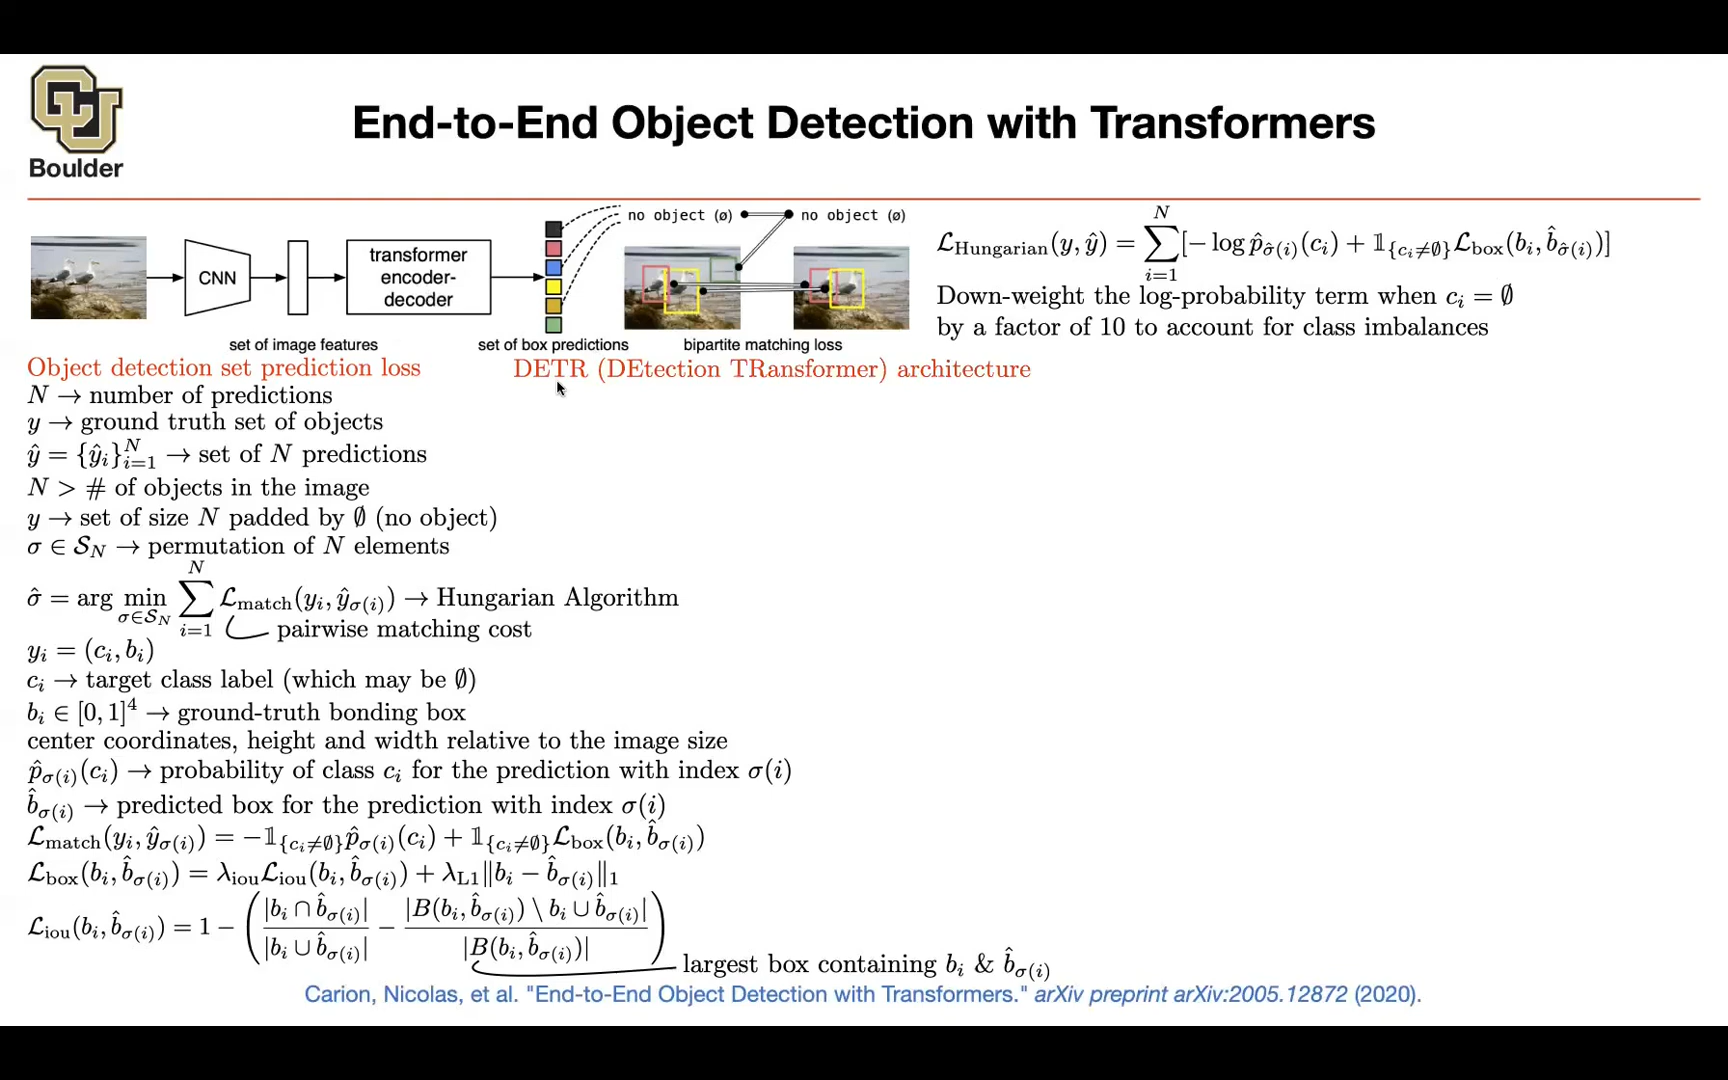 CU
Boulder
End-to-End Object Detection with Transformers
CNN
transformer encoder-decoder
no object (ø)
no object (ø)
set of image features
set of box predictions
bipartite matching loss
Object detection set prediction loss
DETR (DEtection TRansformer) architecture
N → number of predictions
y → ground truth set of objects
ŷ = {ŷ_i}_{i=1}^N → set of N predictions
N > # of objects in the image
y → set of size N padded by ∅ (no object)
σ ∈ 𝒮_N → permutation of N elements
σ̂ = arg min_{σ∈𝒮_N} ∑_{i=1}^N ℒ_match(y_i, ŷ_{σ(i)}) → Hungarian Algorithm
pairwise matching cost
y_i = (c_i, b_i)
c_i → target class label (which may be ∅)
b_i ∈ [0, 1]^4 → ground-truth bonding box
center coordinates, height and width relative to the image size
p̂_{σ(i)}(c_i) → probability of class c_i for the prediction with index σ(i)
b̂_{σ(i)} → predicted box for the prediction with index σ(i)
ℒ_match(y_i, ŷ_{σ(i)}) = −𝟙_{c_i≠∅} p̂_{σ(i)}(c_i) + 𝟙_{c_i≠∅} ℒ_box(b_i, b̂_{σ(i)})
ℒ_box(b_i, b̂_{σ(i)}) = λ_iou ℒ_iou(b_i, b̂_{σ(i)}) + λ_L1 ‖b_i − b̂_{σ(i)}‖_1
ℒ_iou(b_i, b̂_{σ(i)}) = 1 − ( |b_i ∩ b̂_{σ(i)}| / |b_i ∪ b̂_{σ(i)}| − |B(b_i, b̂_{σ(i)}) \ b_i ∪ b̂_{σ(i)}| / |B(b_i, b̂_{σ(i)})| )
largest box containing b_i & b̂_{σ(i)}
ℒ_Hungarian(y, ŷ) = ∑_{i=1}^N [− log p̂_{σ̂(i)}(c_i) + 𝟙_{c_i≠∅} ℒ_box(b_i, b̂_{σ̂(i)})]
Down-weight the log-probability term when c_i = ∅
by a factor of 10 to account for class imbalances
Carion, Nicolas, et al. "End-to-End Object Detection with Transformers." arXiv preprint arXiv:2005.12872 (2020).